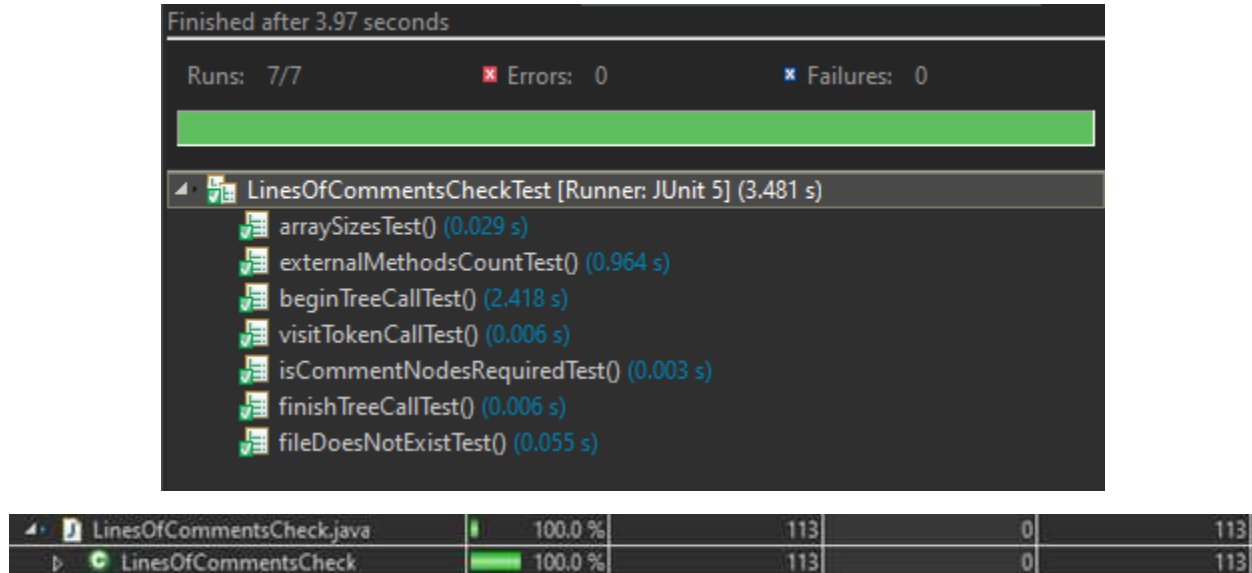 Finished after 3.97 seconds
Runs: 7/7 Errors: 0 Failures: 0
LinesOfCommentsCheckTest [Runner: JUnit 5] (3.481 s)
arraySizesTest() (0.029 s)
externalMethodsCountTest() (0.964 s)
beginTreeCallTest() (2.418 s)
visitTokenCallTest() (0.006 s)
isCommentNodesRequiredTest() (0.003 s)
finishTreeCallTest() (0.006 s)
fileDoesNotExistTest() (0.055 s)
LinesOfCommentsCheck.java 100.0 % 113 0 113
LinesOfCommentsCheck 100.0 % 113 0 113